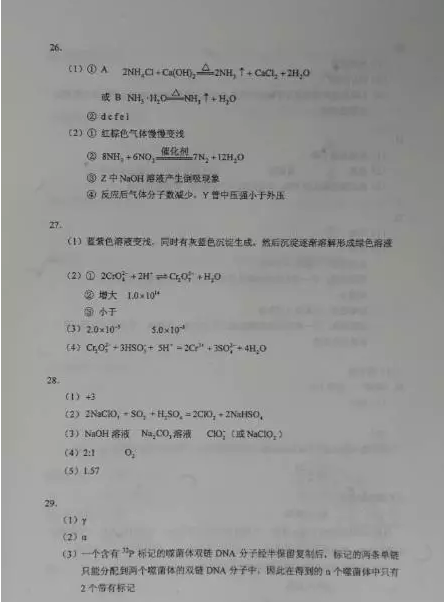 26.
(1) ① A 2NH₄Cl+Ca(OH)₂ =△= 2NH₃↑+CaCl₂+2H₂O
或 B NH₃·H₂O =△= NH₃↑+H₂O
② dcfei
(2) ① 红棕色气体慢慢变浅
② 8NH₃+6NO₂ =催化剂= 7N₂+12H₂O
③ Z 中 NaOH 溶液产生倒吸现象
④ 反应后气体分子数减少，Y 管中压强小于外压
27.
(1) 蓝紫色溶液变浅，同时有灰蓝色沉淀生成，然后沉淀逐渐溶解形成绿色溶液
(2) ① 2CrO₄²⁻+2H⁺⇌Cr₂O₇²⁻+H₂O
② 增大 1.0×10¹⁴
③ 小于
(3) 2.0×10⁻⁵ 5.0×10⁻³
(4) Cr₂O₇²⁻+3HSO₃⁻+5H⁺=2Cr³⁺+3SO₄²⁻+4H₂O
28.
(1) +3
(2) 2NaClO₃+SO₂+H₂SO₄=2ClO₂+2NaHSO₄
(3) NaOH 溶液 Na₂CO₃溶液 ClO₂⁻（或 NaClO₂）
(4) 2:1 O₂
(5) 1.57
29.
(1) γ
(2) α
(3) 一个含有 ³²P 标记的噬菌体双链 DNA 分子经半保留复制后，标记的两条单链
只能分配到两个噬菌体的双链 DNA 分子中，因此在得到的 n 个噬菌体中只有
2 个带有标记